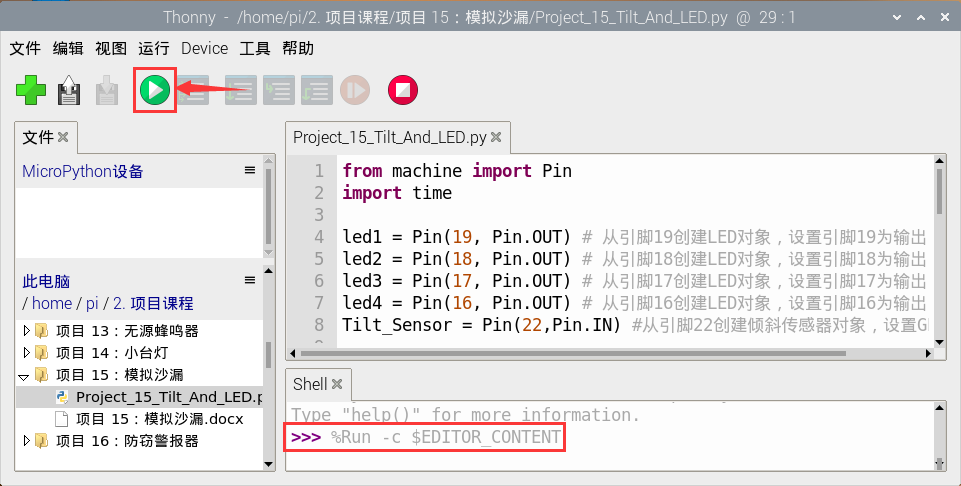 Thonny - /home/pi/2. 项目课程/项目 15：模拟沙漏/Project_15_Tilt_And_LED.py @ 29 : 1
文件 编辑 视图 运行 Device 工具 帮助
文件
MicroPython设备
此电脑
/ home / pi / 2. 项目课程
项目 13：无源蜂鸣器
项目 14：小台灯
项目 15：模拟沙漏
Project_15_Tilt_And_LED.p
项目 15：模拟沙漏.docx
项目 16：防窃警报器
Project_15_Tilt_And_LED.py
1 from machine import Pin
2 import time
3
4 led1 = Pin(19, Pin.OUT) # 从引脚19创建LED对象，设置引脚19为输出
5 led2 = Pin(18, Pin.OUT) # 从引脚18创建LED对象，设置引脚18为输出
6 led3 = Pin(17, Pin.OUT) # 从引脚17创建LED对象，设置引脚17为输出
7 led4 = Pin(16, Pin.OUT) # 从引脚16创建LED对象，设置引脚16为输出
8 Tilt_Sensor = Pin(22,Pin.IN) #从引脚22创建倾斜传感器对象，设置G
Shell
Type "help()" for more information.
>>> %Run -c $EDITOR_CONTENT